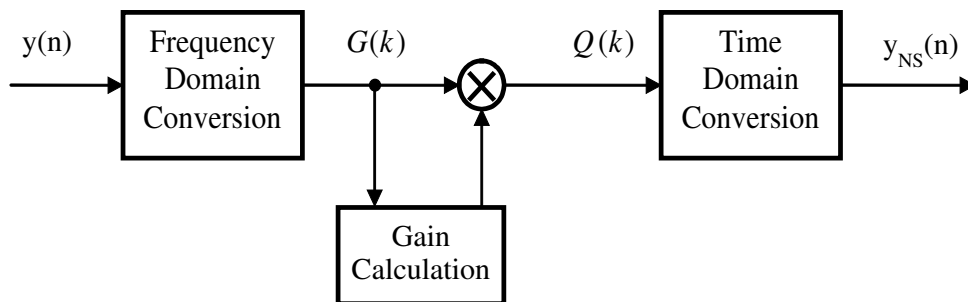 y(n)
Frequency
Domain
Conversion
G(k)
Q(k)
Time
Domain
Conversion
y_NS(n)
Gain
Calculation